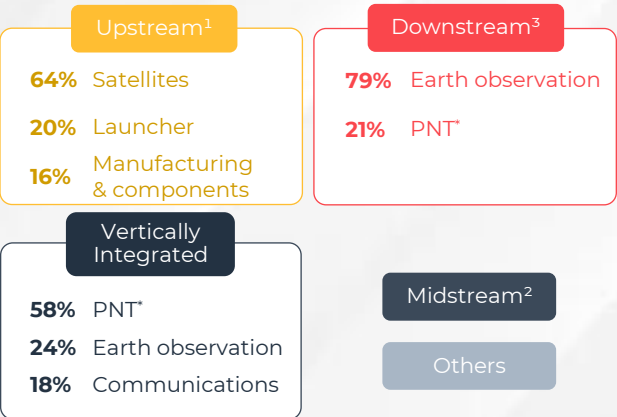 Upstream¹
64% Satellites
20% Launcher
16% Manufacturing
& components
Downstream³
79% Earth observation
21% PNT*
Vertically
Integrated
58% PNT*
24% Earth observation
18% Communications
Midstream²
Others